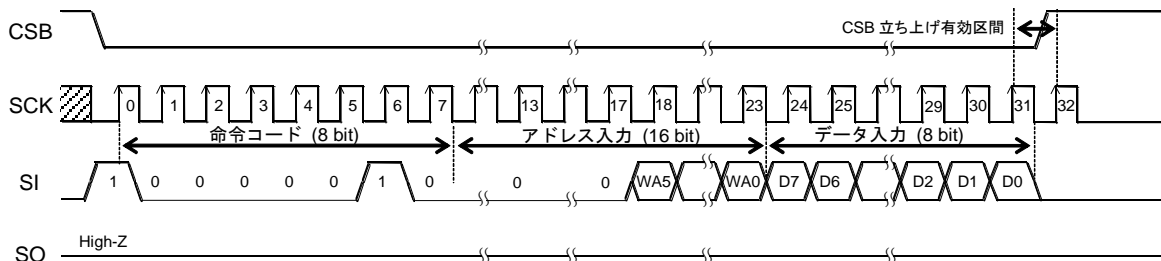 CSB
CSB 立ち上げ有効区間
SCK
0 1 2 3 4 5 6 7 13 17 18 23 24 25 29 30 31 32
命令コード (8 bit) アドレス入力 (16 bit) データ入力 (8 bit)
SI
1 0 0 0 0 0 1 0 0 0 WA5 WA0 D7 D6 D2 D1 D0
High-Z
SO